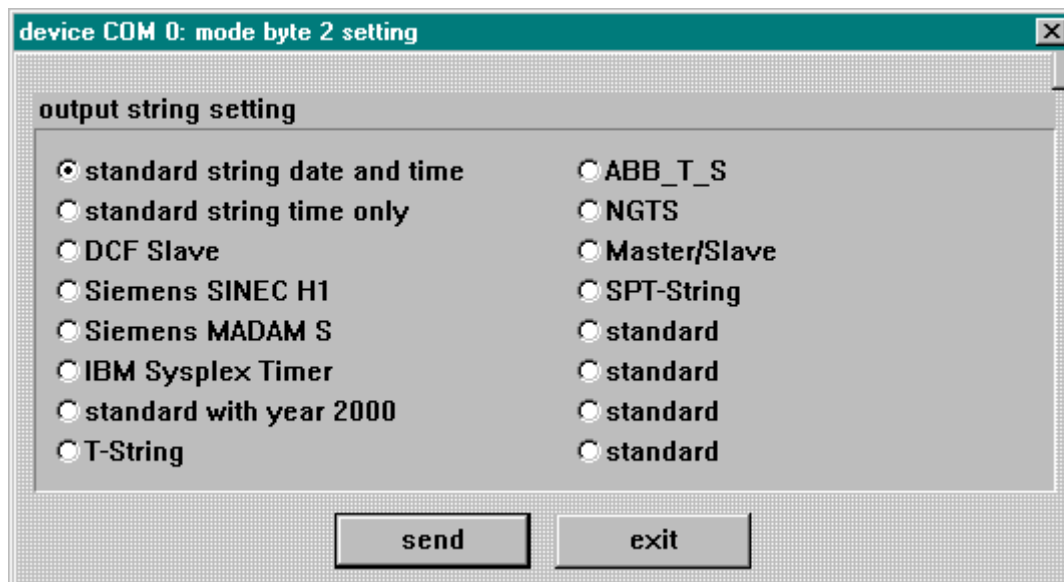 device COM 0: mode byte 2 setting
output string setting
standard string date and time
standard string time only
DCF Slave
Siemens SINEC H1
Siemens MADAM S
IBM Sysplex Timer
standard with year 2000
T-String
ABB_T_S
NGTS
Master/Slave
SPT-String
standard
standard
standard
standard
send
exit